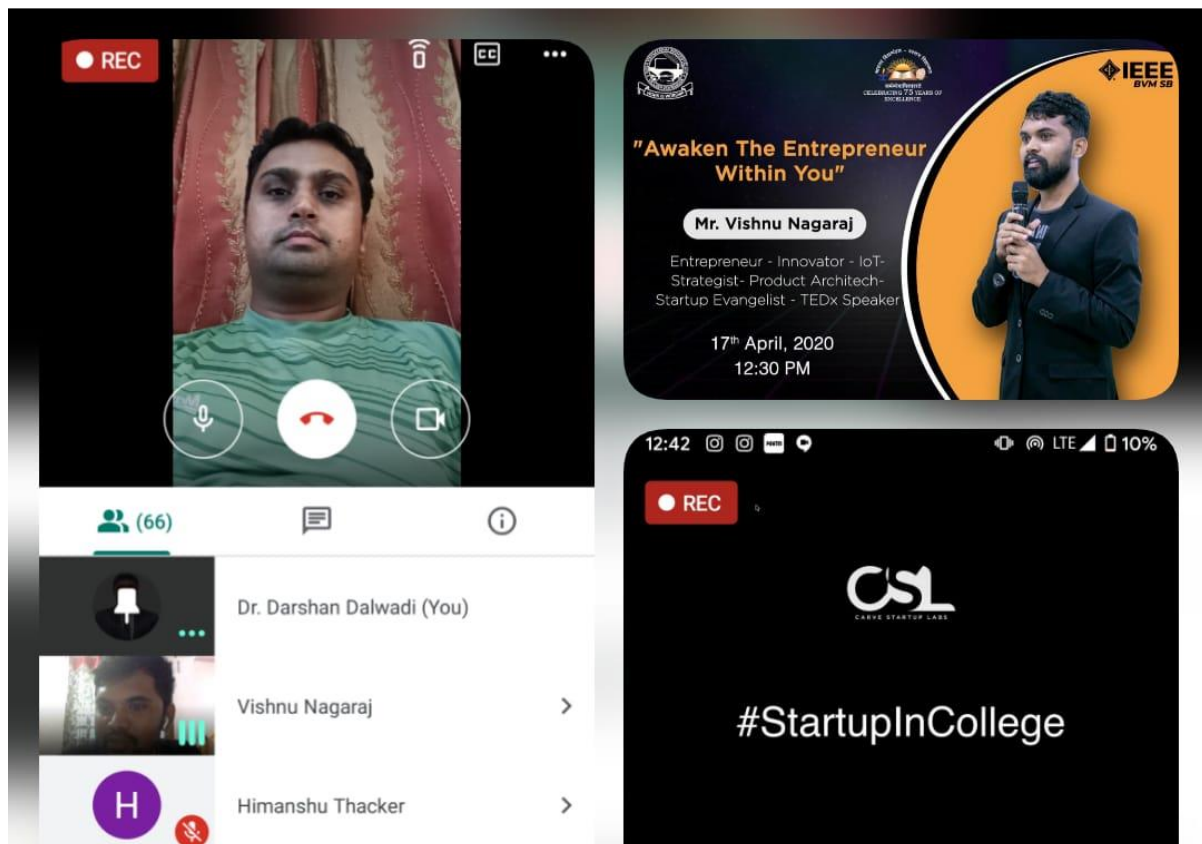 REC
(66)
Dr. Darshan Dalwadi (You)
Vishnu Nagaraj
H
Himanshu Thacker
CELEBRATING 75 YEARS OF
EXCELLENCE
IEEE
BVM SB
"Awaken The Entrepreneur
Within You"
Mr. Vishnu Nagaraj
Entrepreneur - Innovator - IoT-
Strategist- Product Architech-
Startup Evangelist - TEDx Speaker
17th April, 2020
12:30 PM
12:42
LTE
10%
REC
CSL
CARVE STARTUP LABS
#StartupInCollege